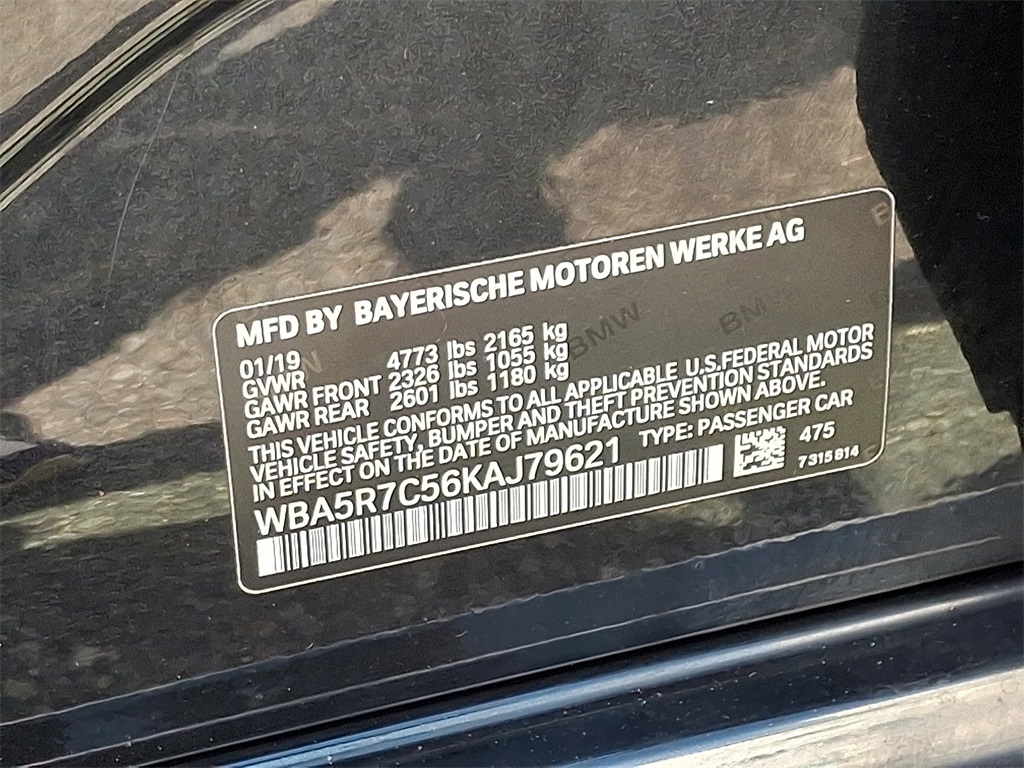 MFD BY BAYERISCHE MOTOREN WERKE AG
01/19
GVWR 4773 lbs 2165 kg
GAWR FRONT 2326 lbs 1055 kg
GAWR REAR 2601 lbs 1180 kg
THIS VEHICLE CONFORMS TO ALL APPLICABLE U.S.FEDERAL MOTOR
VEHICLE SAFETY, BUMPER AND THEFT PREVENTION STANDARDS
IN EFFECT ON THE DATE OF MANUFACTURE SHOWN ABOVE.
WBA5R7C56KAJ79621 TYPE: PASSENGER CAR
475
7315814
BMW
BM